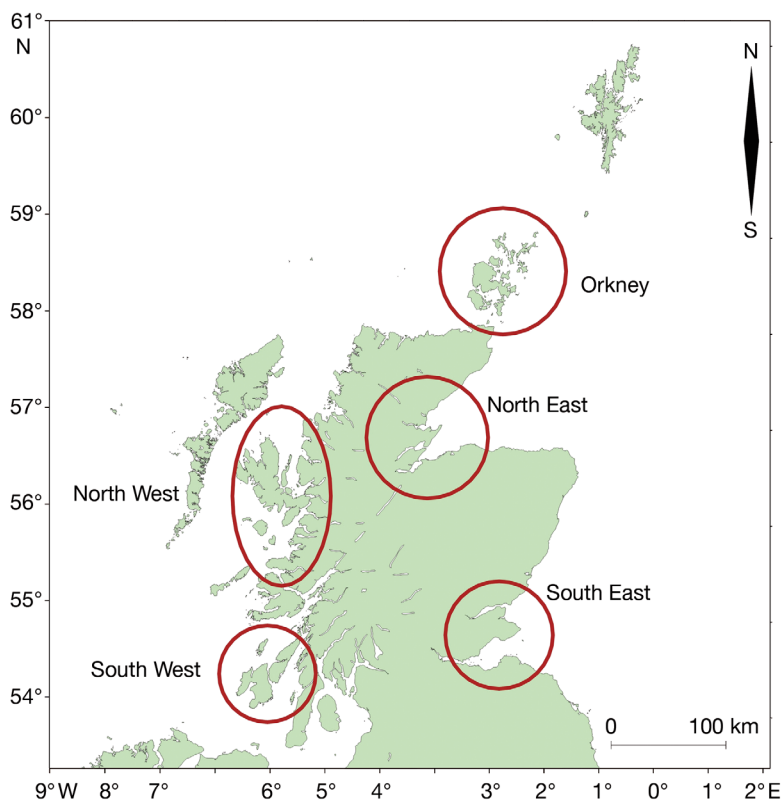 61°
N
N
60°
59°
S
Orkney
58°
57°
North East
North West
56°
South East
55°
South West
54°
0 100 km
9° W 8° 7° 6° 5° 4° 3° 2° 1° 0° 1° 2° E